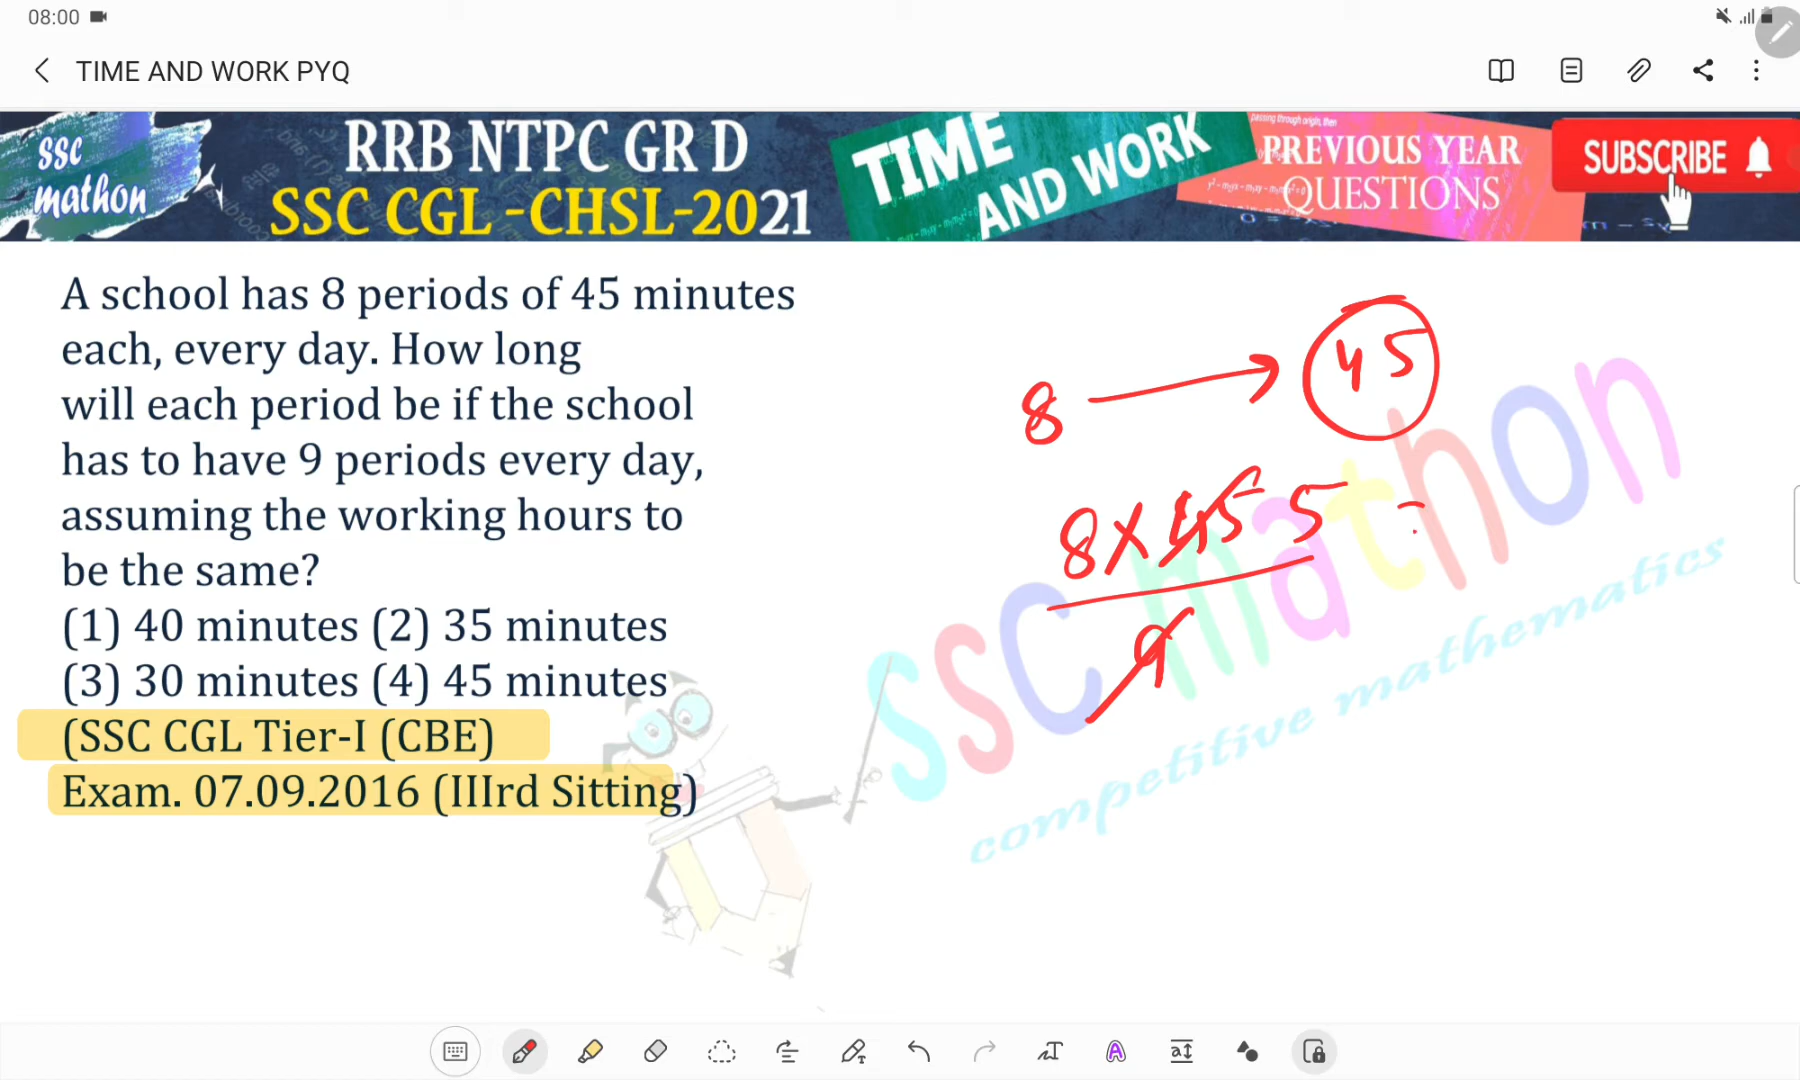 08:00
TIME AND WORK PYQ
SSC
mathon
RRB NTPC GR D
SSC CGL -CHSL-2021
TIME
AND WORK
passing through origin, then
PREVIOUS YEAR
QUESTIONS
SUBSCRIBE
A school has 8 periods of 45 minutes
each, every day. How long
will each period be if the school
has to have 9 periods every day,
assuming the working hours to
be the same?
(1) 40 minutes (2) 35 minutes
(3) 30 minutes (4) 45 minutes
(SSC CGL Tier-I (CBE)
Exam. 07.09.2016 (IIIrd Sitting)
8 → 45
8 × 45 5 =
9
SSC mathon
competitive mathematics